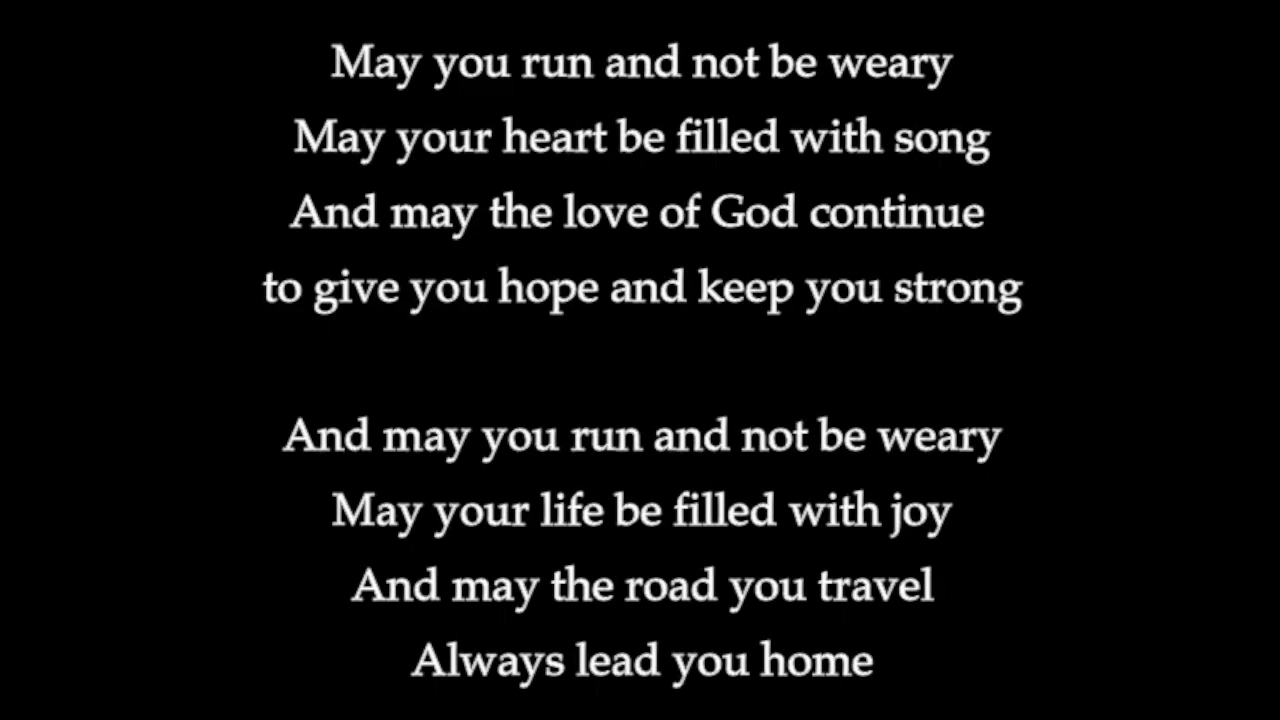 May you run and not be weary
May your heart be filled with song
And may the love of God continue
to give you hope and keep you strong
And may you run and not be weary
May your life be filled with joy
And may the road you travel
Always lead you home